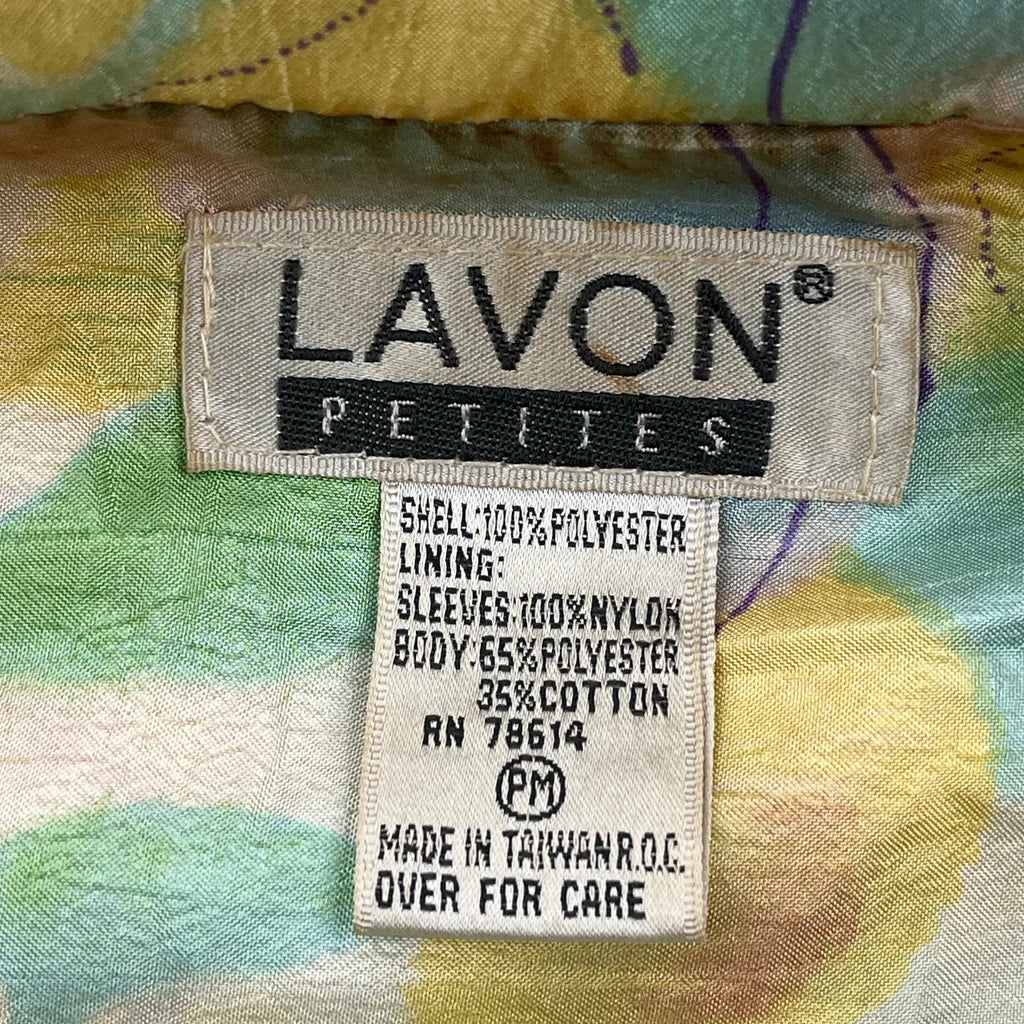 LAVON®
PETITES
SHELL:100%POLYESTER
LINING:
SLEEVES:100%NYLON
BODY:65%POLYESTER
35%COTTON
RN 78614
PM
MADE IN TAIWAN R.O.C.
OVER FOR CARE